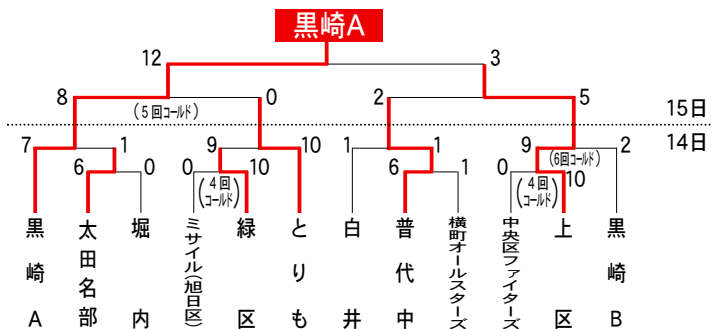 黒崎A
12 3
8 0 2 5
(5回コールド)
15日
14日
7 1 9 10 1 1 9 2
(6回コールド)
6 0 0 10 6 1 0 10
(4回コールド)
(4回コールド)
黒崎A
太田名部
堀内
ミサイル(旭日区)
緑区
とりも
白井
普代中
横町オールスターズ
中央区ファイターズ
上区
黒崎B